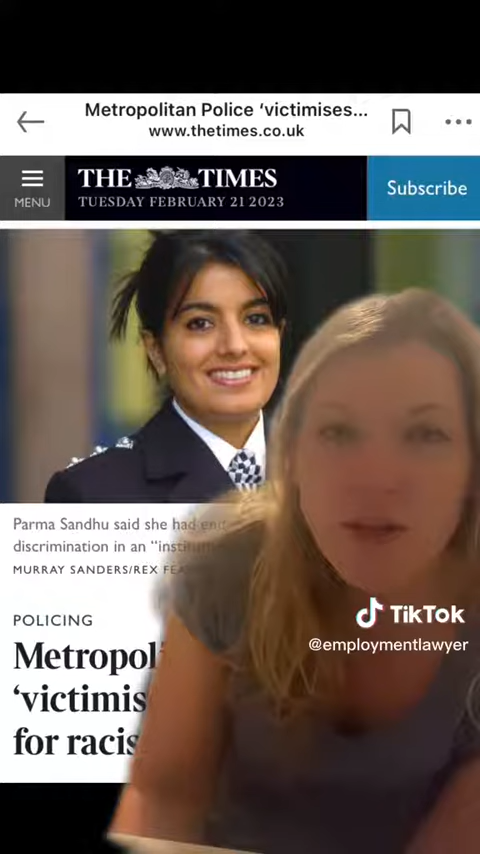 Metropolitan Police ‘victimises...
www.thetimes.co.uk
MENU
THE TIMES
TUESDAY FEBRUARY 21 2023
Subscribe
Parma Sandhu said she had
discrimination in an
MURRAY SANDERS/REX
POLICING
TikTok
@employmentlawyer
Metropol
‘victimis
for racis